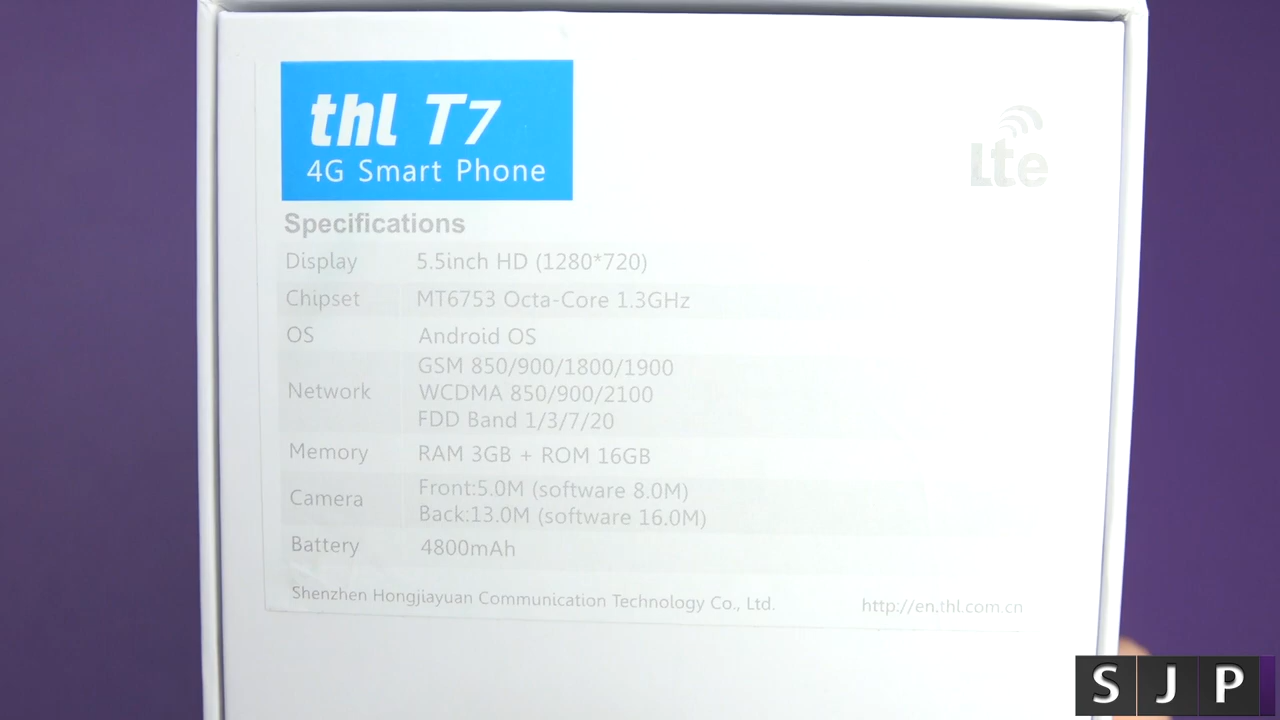 thl T7
4G Smart Phone
Lte
Specifications
Display 5.5inch HD (1280*720)
Chipset MT6753 Octa-Core 1.3GHz
OS Android OS
Network GSM 850/900/1800/1900
WCDMA 850/900/2100
FDD Band 1/3/7/20
Memory RAM 3GB + ROM 16GB
Camera Front:5.0M (software 8.0M)
Back:13.0M (software 16.0M)
Battery 4800mAh
Shenzhen Hongjiayuan Communication Technology Co., Ltd. http://en.thl.com.cn
SJP